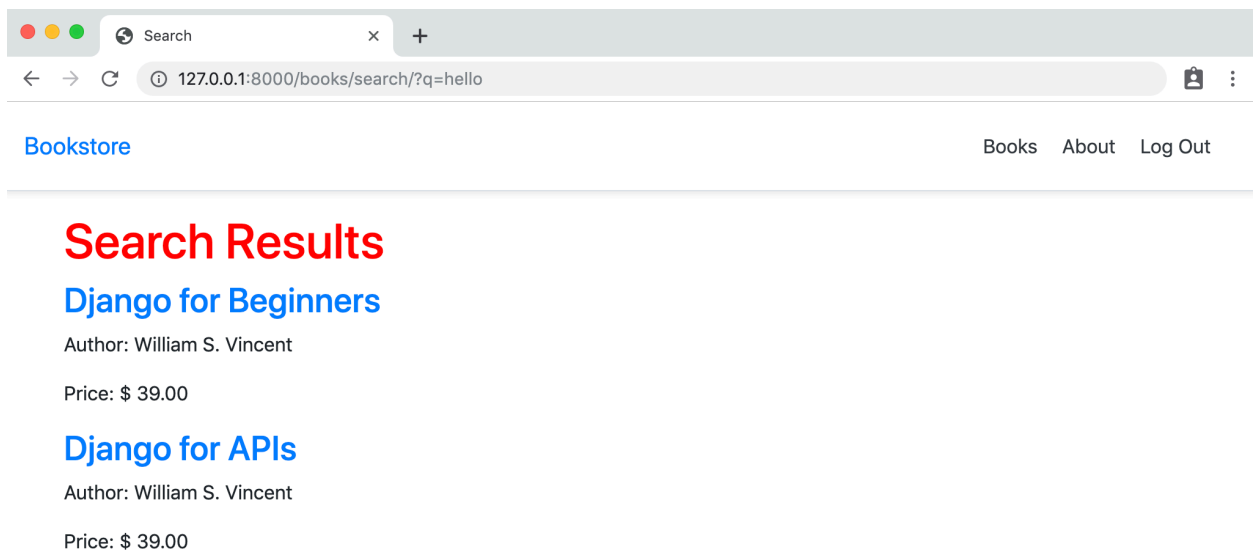 Search
127.0.0.1:8000/books/search/?q=hello
Bookstore Books About Log Out
Search Results
Django for Beginners
Author: William S. Vincent
Price: $ 39.00
Django for APIs
Author: William S. Vincent
Price: $ 39.00